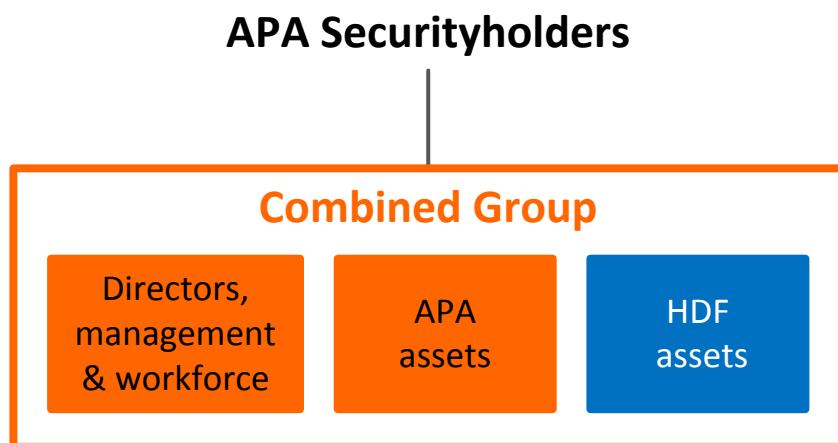 APA Securityholders
Combined Group
Directors,
management
& workforce
APA
assets
HDF
assets